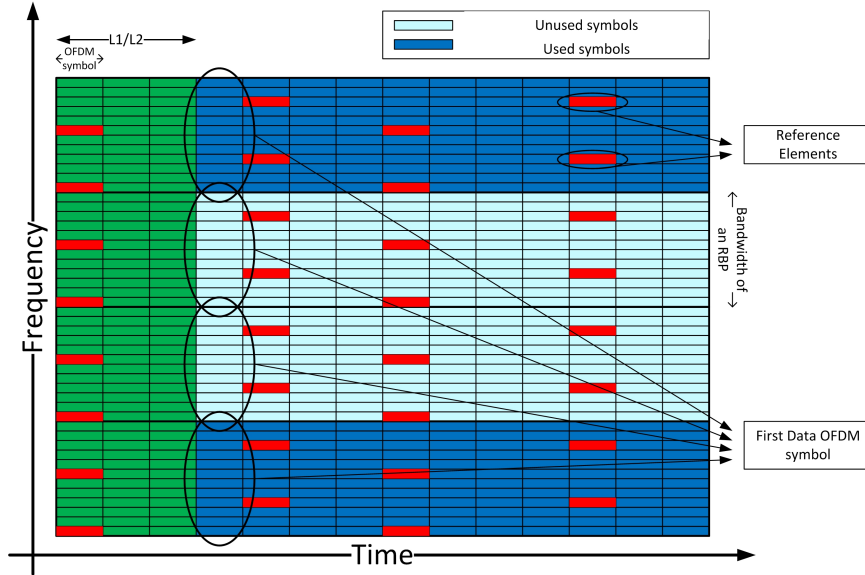 Unused symbols
Used symbols
L1/L2
OFDM
symbol
Reference
Elements
Bandwidth of
an RBP
Frequency
First Data OFDM
symbol
Time